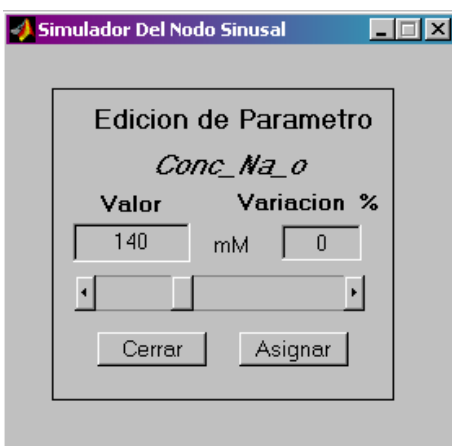 Simulador Del Nodo Sinusal
Edicion de Parametro
Conc_Na_o
Valor Variacion %
140 mM 0
Cerrar Asignar